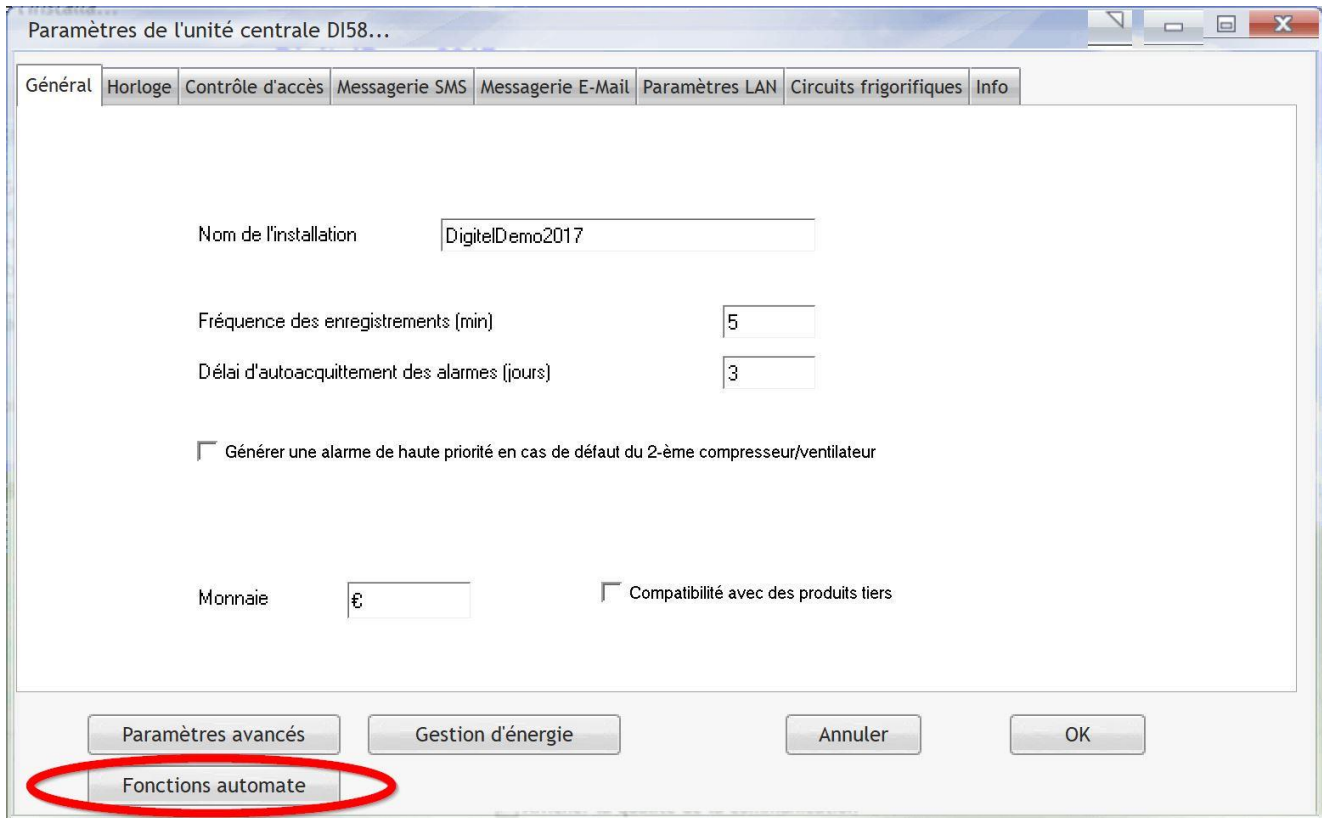 Paramètres de l'unité centrale DI58...
Général Horloge Contrôle d'accès Messagerie SMS Messagerie E-Mail Paramètres LAN Circuits frigorifiques Info
Nom de l'installation DigitelDemo2017
Fréquence des enregistrements (min) 5
Délai d'autoacquittement des alarmes (jours) 3
Générer une alarme de haute priorité en cas de défaut du 2-ème compresseur/ventilateur
Monnaie € Compatibilité avec des produits tiers
Paramètres avancés Gestion d'énergie Annuler OK
Fonctions automate